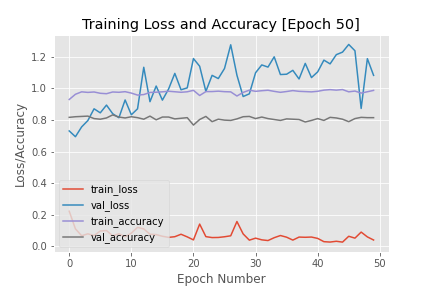 Training Loss and Accuracy [Epoch 50]
Loss/Accuracy
1.2
1.0
0.8
0.6
0.4
0.2
0.0
train_loss
val_loss
train_accuracy
val_accuracy
0 10 20 30 40 50
Epoch Number